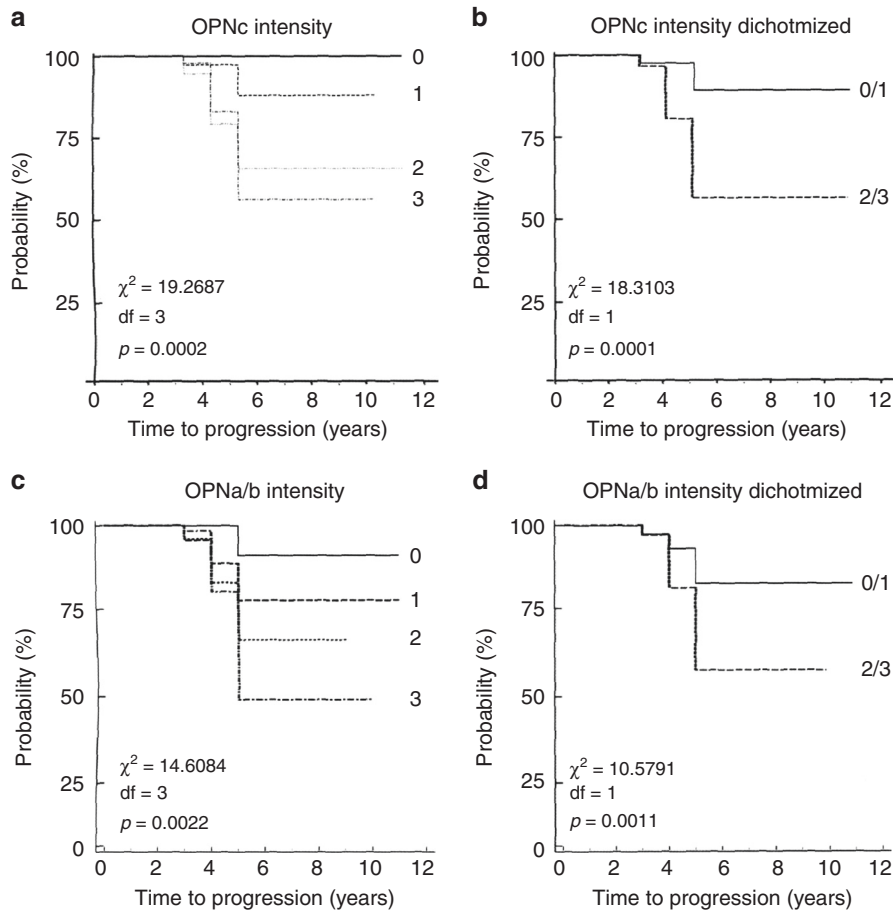 a
OPNc intensity
100
75
50
25
Probability (%)
0
1
2
3
χ² = 19.2687
df = 3
p = 0.0002
0 2 4 6 8 10 12
Time to progression (years)
b
OPNc intensity dichotmized
100
75
50
25
Probability (%)
0/1
2/3
χ² = 18.3103
df = 1
p = 0.0001
0 2 4 6 8 10 12
Time to progression (years)
c
OPNa/b intensity
100
75
50
25
0
Probability (%)
0
1
2
3
χ² = 14.6084
df = 3
p = 0.0022
0 2 4 6 8 10 12
Time to progression (years)
d
OPNa/b intensity dichotmized
100
75
50
25
0
Probability (%)
0/1
2/3
χ² = 10.5791
df = 1
p = 0.0011
0 2 4 6 8 10 12
Time to progression (years)